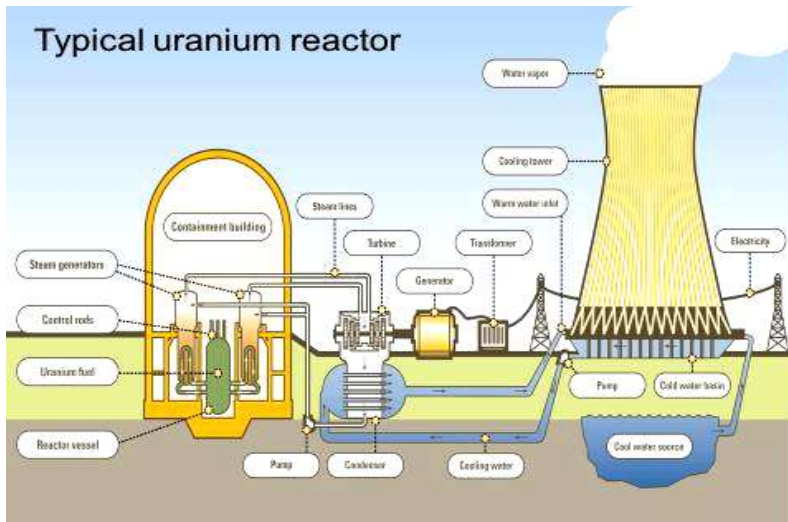 Typical uranium reactor
Water vapor
Cooling tower
Steam lines
Warm water inlet
Containment building
Turbine
Transformer
Electricity
Steam generators
Generator
Control rods
Uranium fuel
Pump
Cold water basin
Reactor vessel
Cool water source
Pump
Condenser
Cooling water